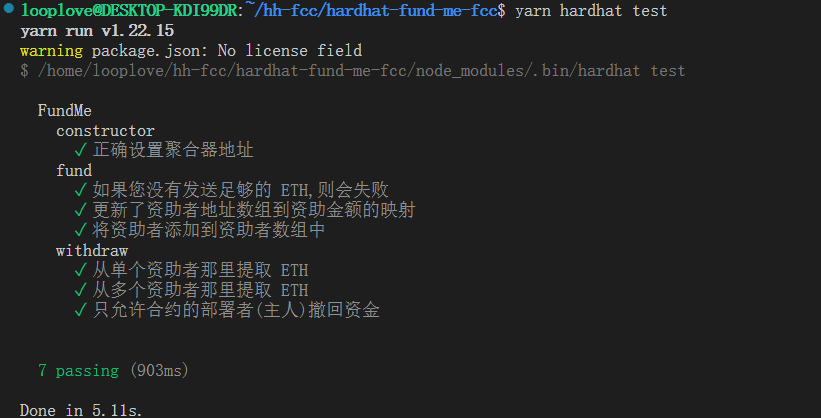 looplove@DESKTOP-KDI99DR:~/hh-fcc/hardhat-fund-me-fcc$ yarn hardhat test
yarn run v1.22.15
warning package.json: No license field
$ /home/looplove/hh-fcc/hardhat-fund-me-fcc/node_modules/.bin/hardhat test
FundMe
constructor
✓ 正确设置聚合器地址
fund
✓ 如果您没有发送足够的 ETH,则会失败
✓ 更新了资助者地址数组到资助金额的映射
✓ 将资助者添加到资助者数组中
withdraw
✓ 从单个资助者那里提取 ETH
✓ 从多个资助者那里提取 ETH
✓ 只允许合约的部署者(主人)撤回资金
7 passing (903ms)
Done in 5.11s.